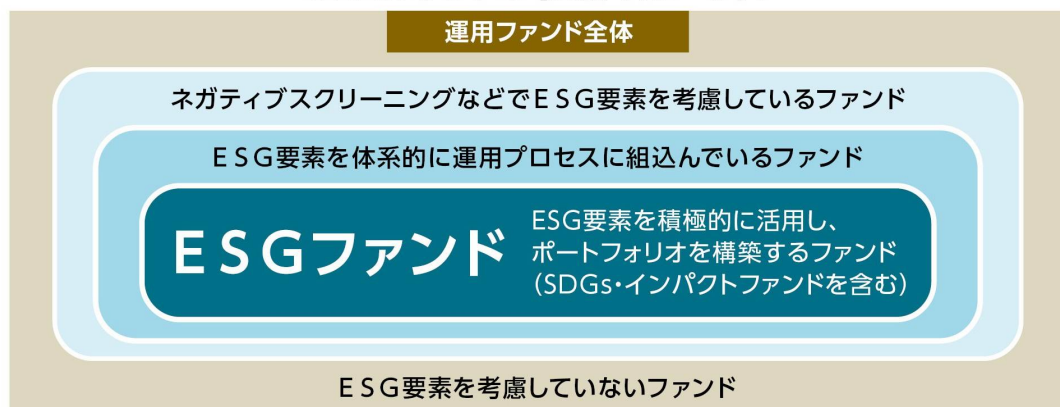 運用ファンド全体
ネガティブスクリーニングなどでESG要素を考慮しているファンド
ESG要素を体系的に運用プロセスに組込んでいるファンド
ESGファンド
ESG要素を積極的に活用し、
ポートフォリオを構築するファンド
(SDGs・インパクトファンドを含む)
ESG要素を考慮していないファンド